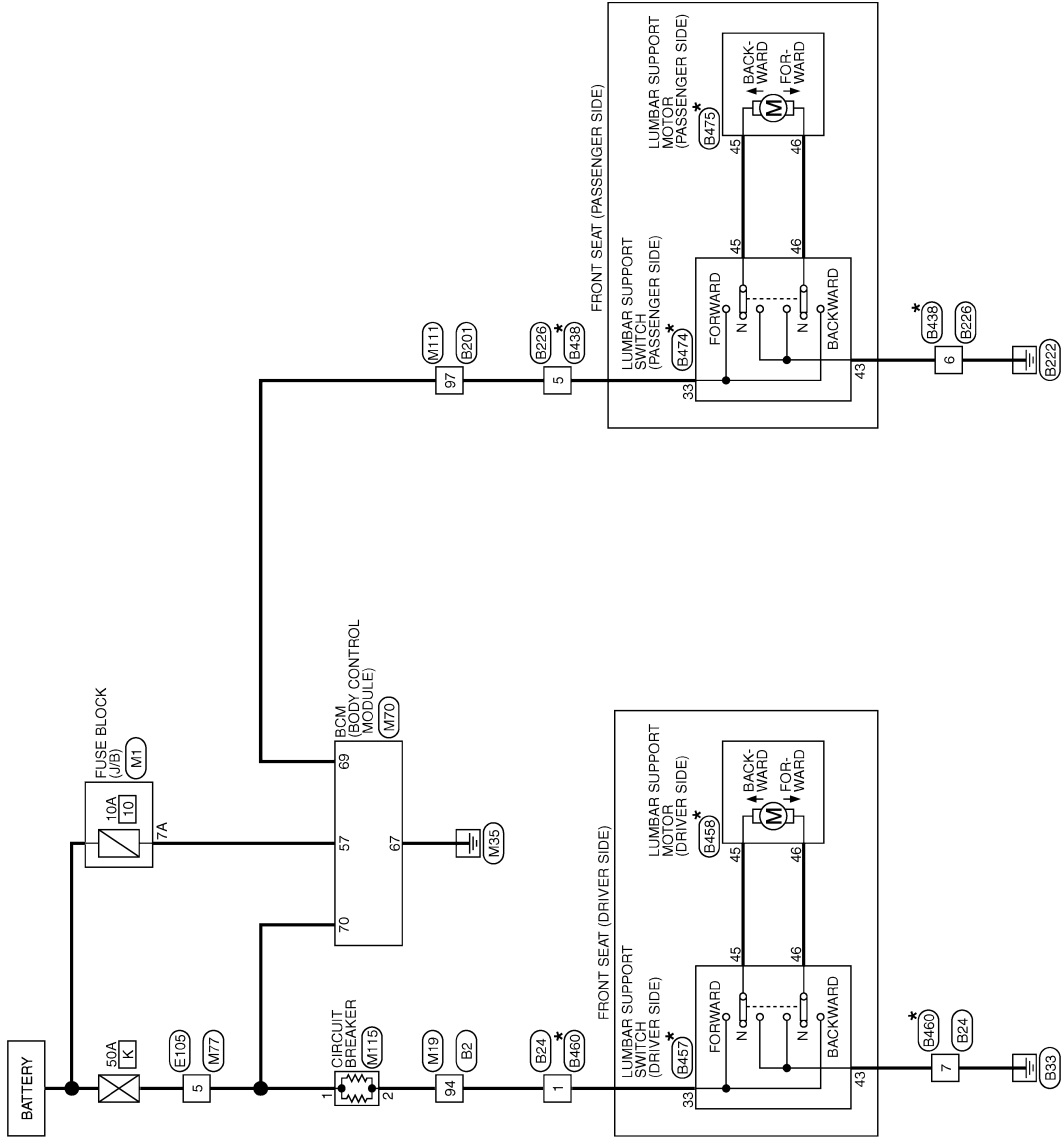 BATTERY
50A
K
E105
5
M77
FUSE BLOCK
(J/B)
M1
10A
10
7A
BCM
(BODY CONTROL
MODULE)
M70
70
57
69
67
M35
1
CIRCUIT
BREAKER
M115
2
M19
94
B2
B24
1
*
B460
FRONT SEAT (DRIVER SIDE)
LUMBAR SUPPORT
SWITCH
(DRIVER SIDE)
B457
*
33
FORWARD
N
N
BACKWARD
43
45
46
LUMBAR SUPPORT
MOTOR
(DRIVER SIDE)
B458
*
45
46
M
BACK-
WARD
FOR-
WARD
*
B460
7
B24
B33
M111
97
B201
B226
5
*
B438
FRONT SEAT (PASSENGER SIDE)
LUMBAR SUPPORT
SWITCH
(PASSENGER SIDE)
B474
*
33
FORWARD
N
N
BACKWARD
43
45
46
LUMBAR SUPPORT
MOTOR
(PASSENGER SIDE)
B475
*
45
46
M
BACK-
WARD
FOR-
WARD
*
B438
6
B226
B222